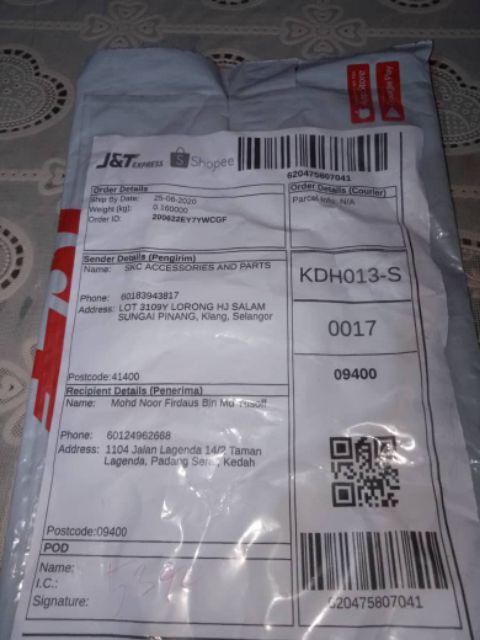 J&T EXPRESS Shopee
620475807041
Order Details
Ship By Date: 25-06-2020
Weight (kg): 0.160000
Order ID: 200622EY7YWCGF
Order Details (Courier)
Parcel Info: N/A
Sender Details (Pengirim)
Name: SKC ACCESSORIES AND PARTS
Phone: 60183943817
Address: LOT 3109Y LORONG HJ SALAM
SUNGAI PINANG, Klang, Selangor
Postcode:41400
KDH013-S
0017
09400
Recipient Details (Penerima)
Name: Mohd Noor Firdaus Bin Md Yusoff
Phone: 60124962668
Address: 1104 Jalan Lagenda 14/2 Taman
Lagenda, Padang Serai, Kedah
Postcode:09400
POD
Name:
I.C.:
Signature:
620475807041